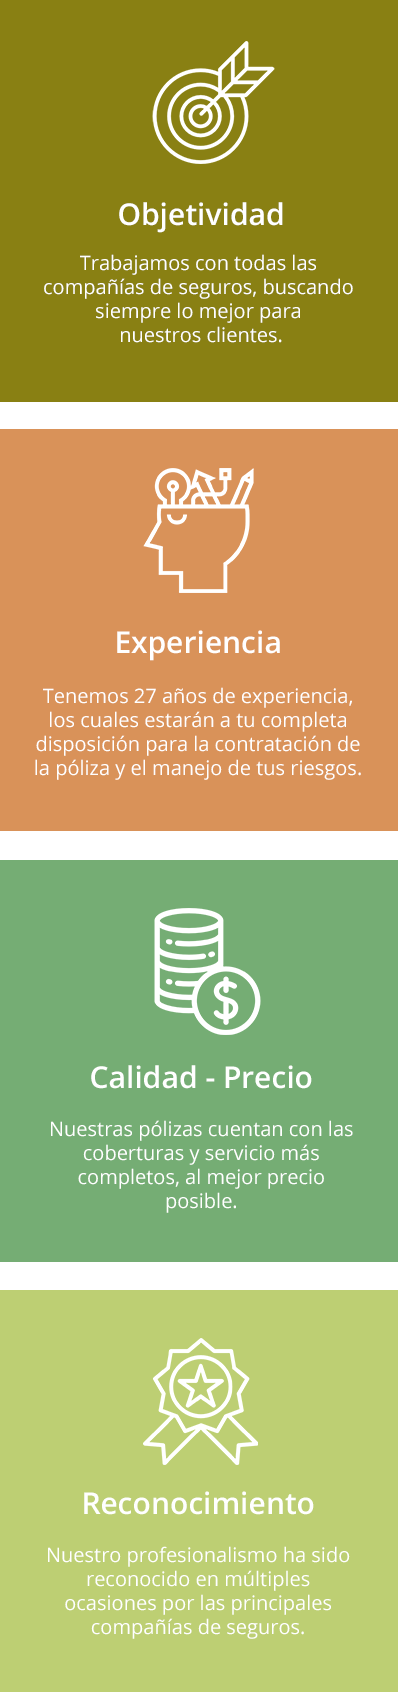 Objetividad
Trabajamos con todas las
compañías de seguros, buscando
siempre lo mejor para
nuestros clientes.
Experiencia
Tenemos 27 años de experiencia,
los cuales estarán a tu completa
disposición para la contratación de
la póliza y el manejo de tus riesgos.
$
Calidad - Precio
Nuestras pólizas cuentan con las
coberturas y servicio más
completos, al mejor precio
posible.
Reconocimiento
Nuestro profesionalismo ha sido
reconocido en múltiples
ocasiones por las principales
compañías de seguros.